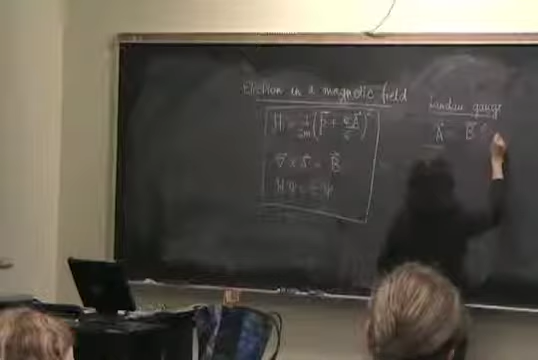 Electron in a magnetic field
H = 1/2m (p⃗ + eA⃗/c)²
∇⃗ × A⃗ = B⃗
Hψ = Eψ
Landau gauge
A⃗ = B⃗